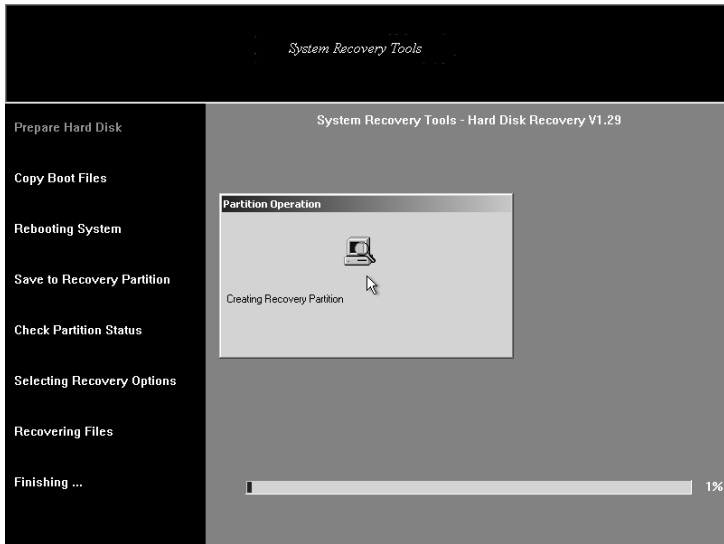 System Recovery Tools
System Recovery Tools - Hard Disk Recovery V1.29
Prepare Hard Disk
Copy Boot Files
Rebooting System
Save to Recovery Partition
Check Partition Status
Selecting Recovery Options
Recovering Files
Finishing ...
Partition Operation
Creating Recovery Partition
1%